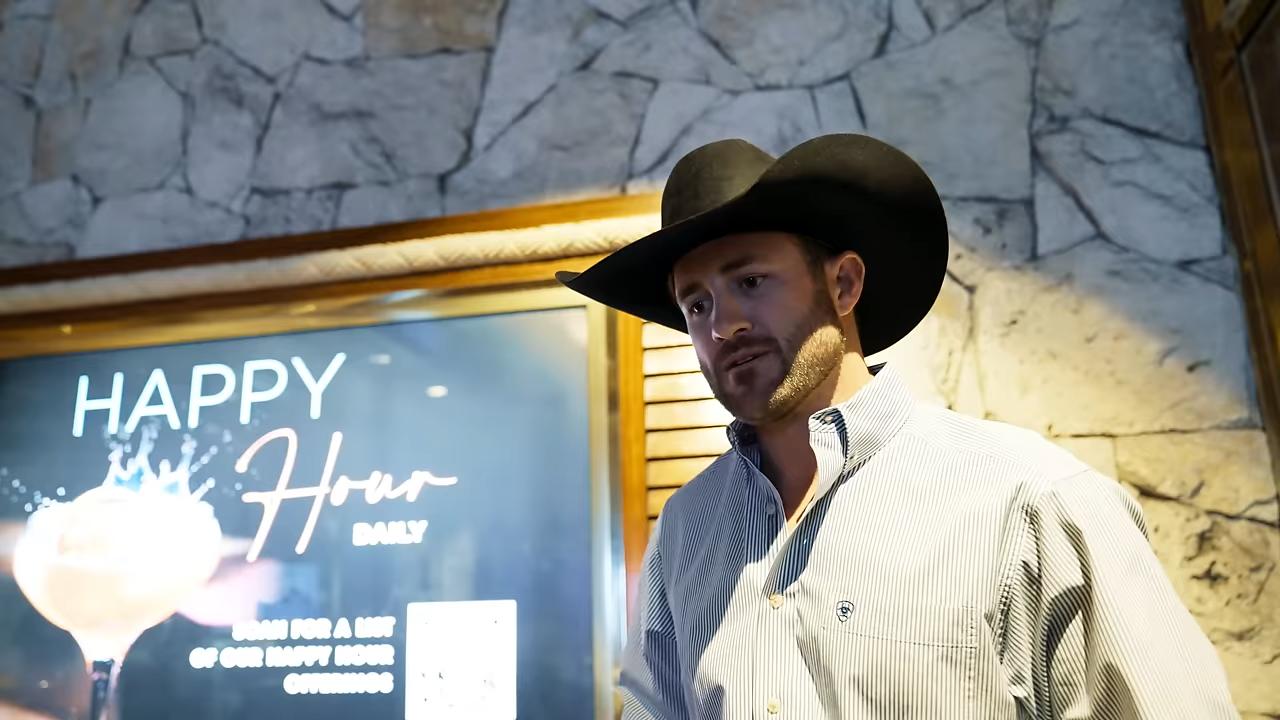 HAPPY
Hour
DAILY
SCAN FOR A LIST
OF OUR HAPPY HOUR
OFFERINGS